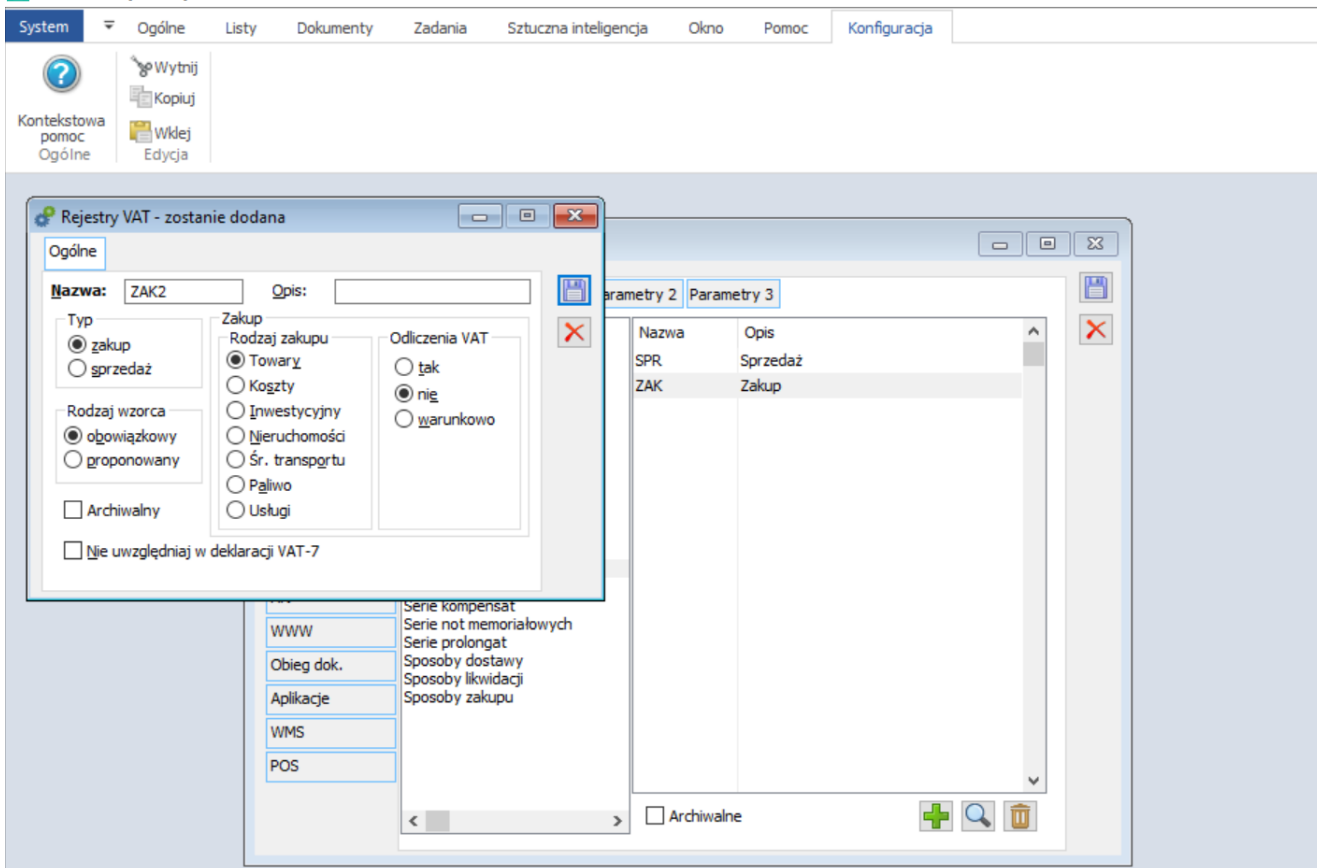 System Ogólne Listy Dokumenty Zadania Sztuczna inteligencja Okno Pomoc Konfiguracja
Wytnij
Kopiuj
Kontekstowa pomoc
Wklej
Ogólne Edycja
Rejestry VAT - zostanie dodana
Ogólne
Nazwa: ZAK2 Opis:
Typ
zakup
sprzedaż
Rodzaj wzorca
obowiązkowy
proponowany
Archiwalny
Nie uwzględniaj w deklaracji VAT-7
Zakup
Rodzaj zakupu
Towary
Koszty
Inwestycyjny
Nieruchomości
Śr. transportu
Paliwo
Usługi
Odliczenia VAT
tak
nie
warunkowo
arametry 2 Parametry 3
Nazwa Opis
SPR Sprzedaż
ZAK Zakup
WWW
Obieg dok.
Aplikacje
WMS
POS
Serie kompensat
Serie not memoriałowych
Serie prolongat
Sposoby dostawy
Sposoby likwidacji
Sposoby zakupu
Archiwalne